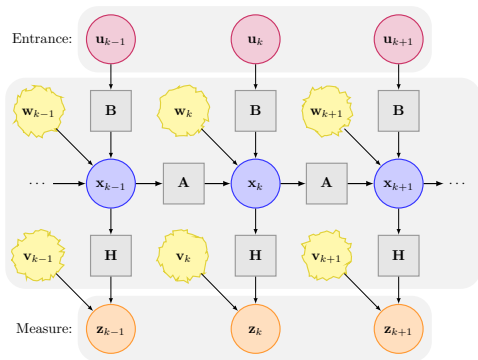 Entrance: u_{k−1} u_k u_{k+1}
w_{k−1} B w_k B w_{k+1} B
⋯ x_{k−1} A x_k A x_{k+1} ⋯
v_{k−1} H v_k H v_{k+1} H
Measure: z_{k−1} z_k z_{k+1}